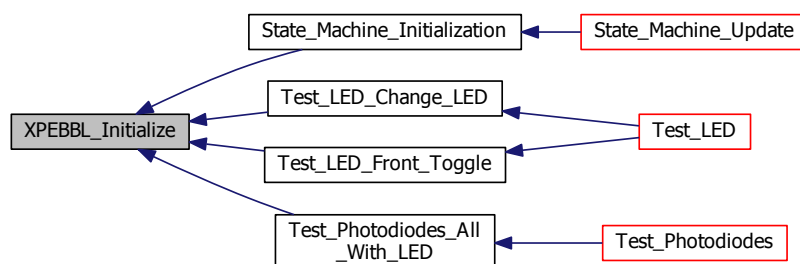 State_Machine_Initialization
State_Machine_Update
Test_LED_Change_LED
XPEBBL_Initialize
Test_LED
Test_LED_Front_Toggle
Test_Photodiodes_All
_With_LED
Test_Photodiodes